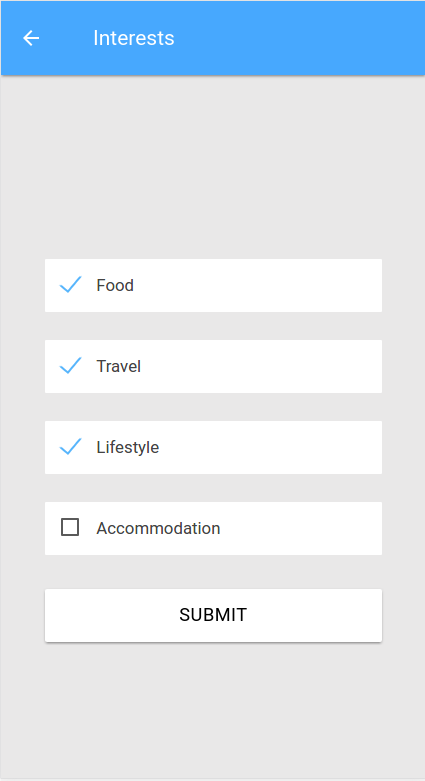 Interests
Food
Travel
Lifestyle
Accommodation
SUBMIT